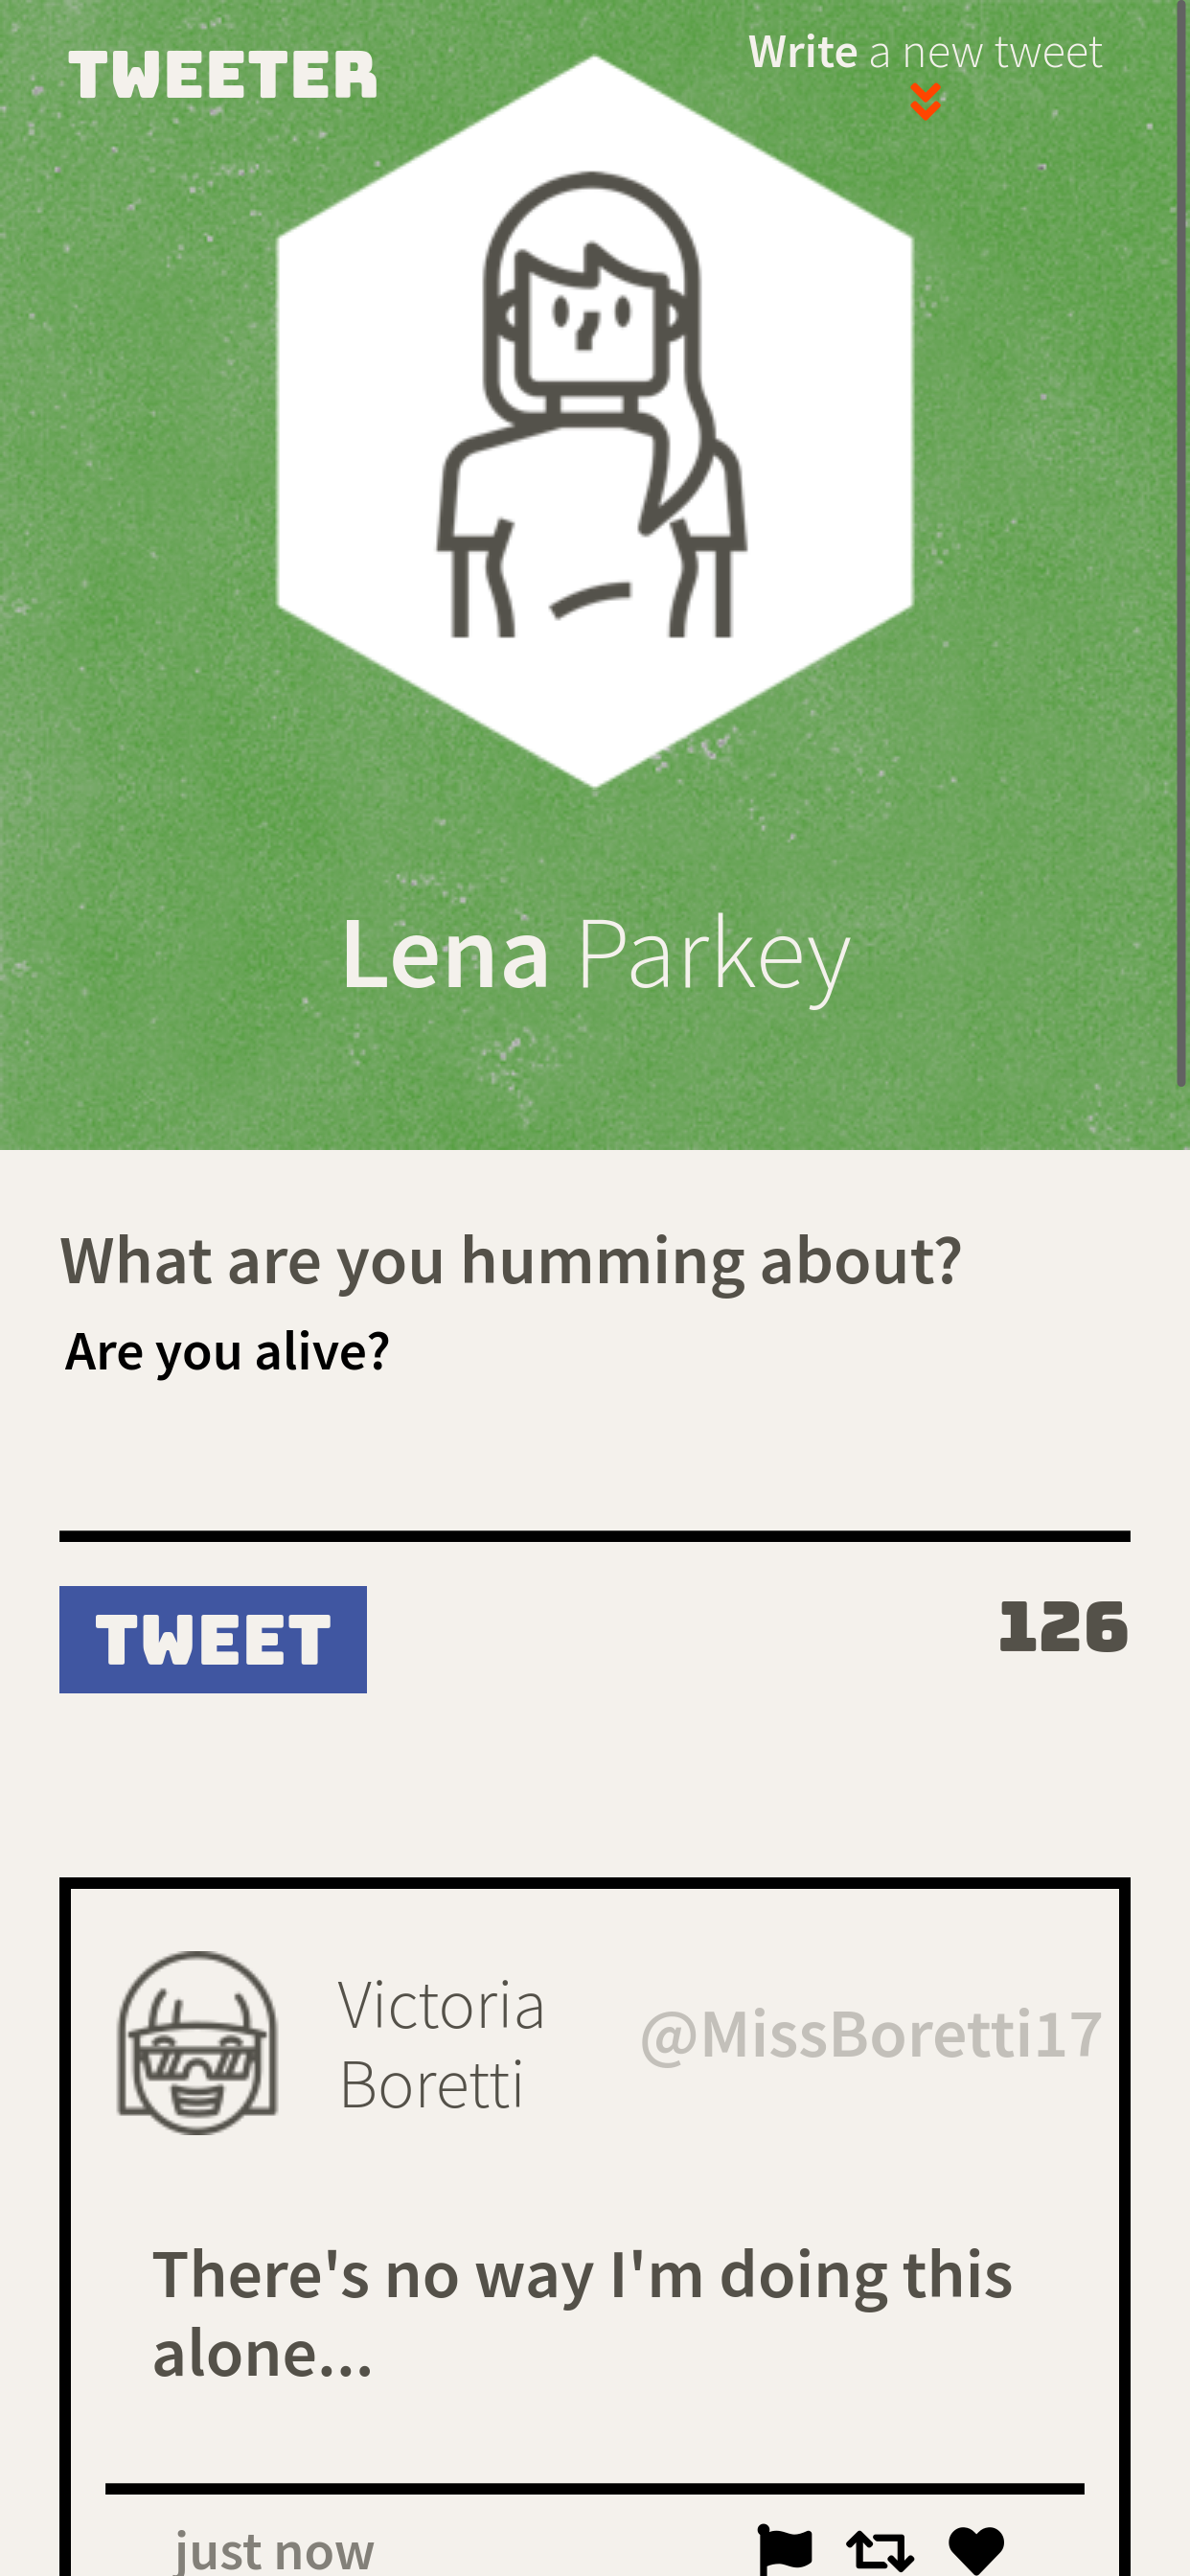 TWEETER
Write a new tweet
Lena Parkey
What are you humming about?
Are you alive?
TWEET
126
Victoria
Boretti
@MissBoretti17
There's no way I'm doing this
alone...
just now